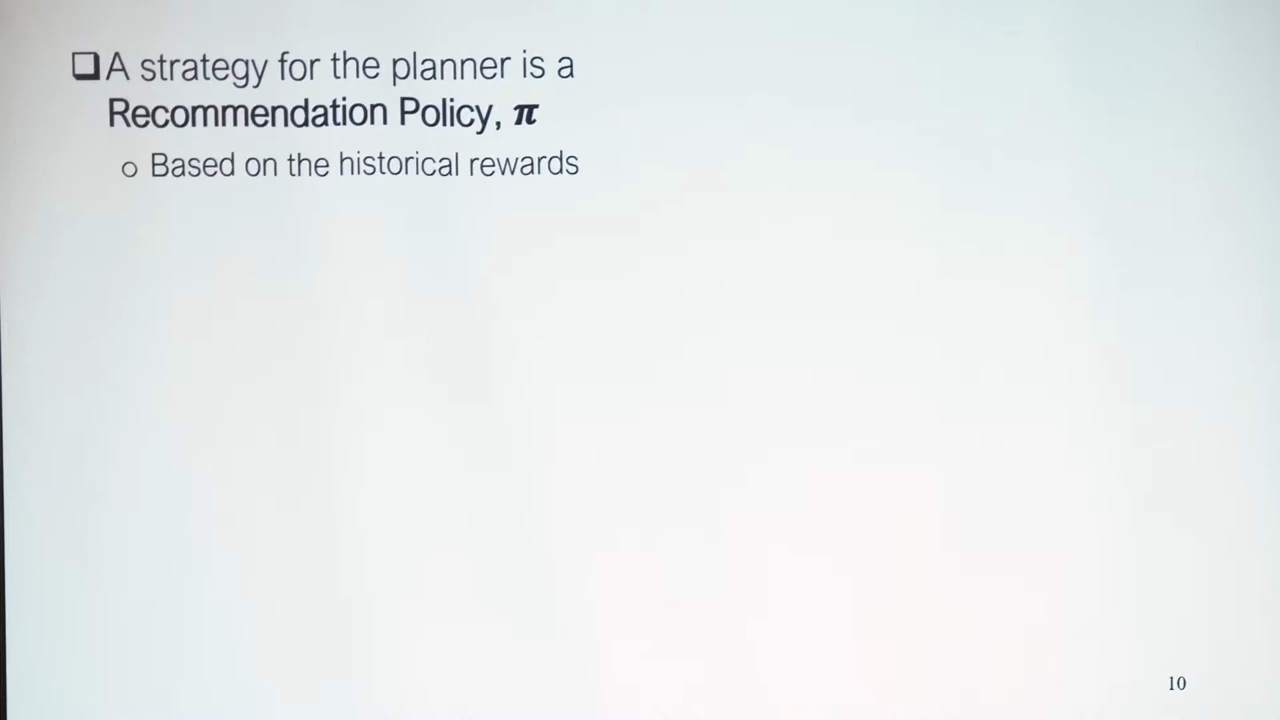 ❑A strategy for the planner is a
Recommendation Policy, π
o Based on the historical rewards
10